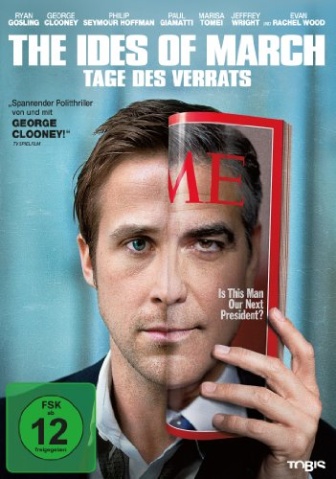 RYAN GOSLING
GEORGE CLOONEY
PHILIP SEYMOUR HOFFMAN
PAUL GIAMATTI
MARISA TOMEI
JEFFREY WRIGHT
AND EVAN RACHEL WOOD
THE IDES OF MARCH
TAGE DES VERRATS
„Spannender Politthriller
von und mit
GEORGE
CLOONEY!“
TV SPIELFILM
ME
Is This Man
Our Next
President?
FSK
ab
12
freigegeben
TOBIS